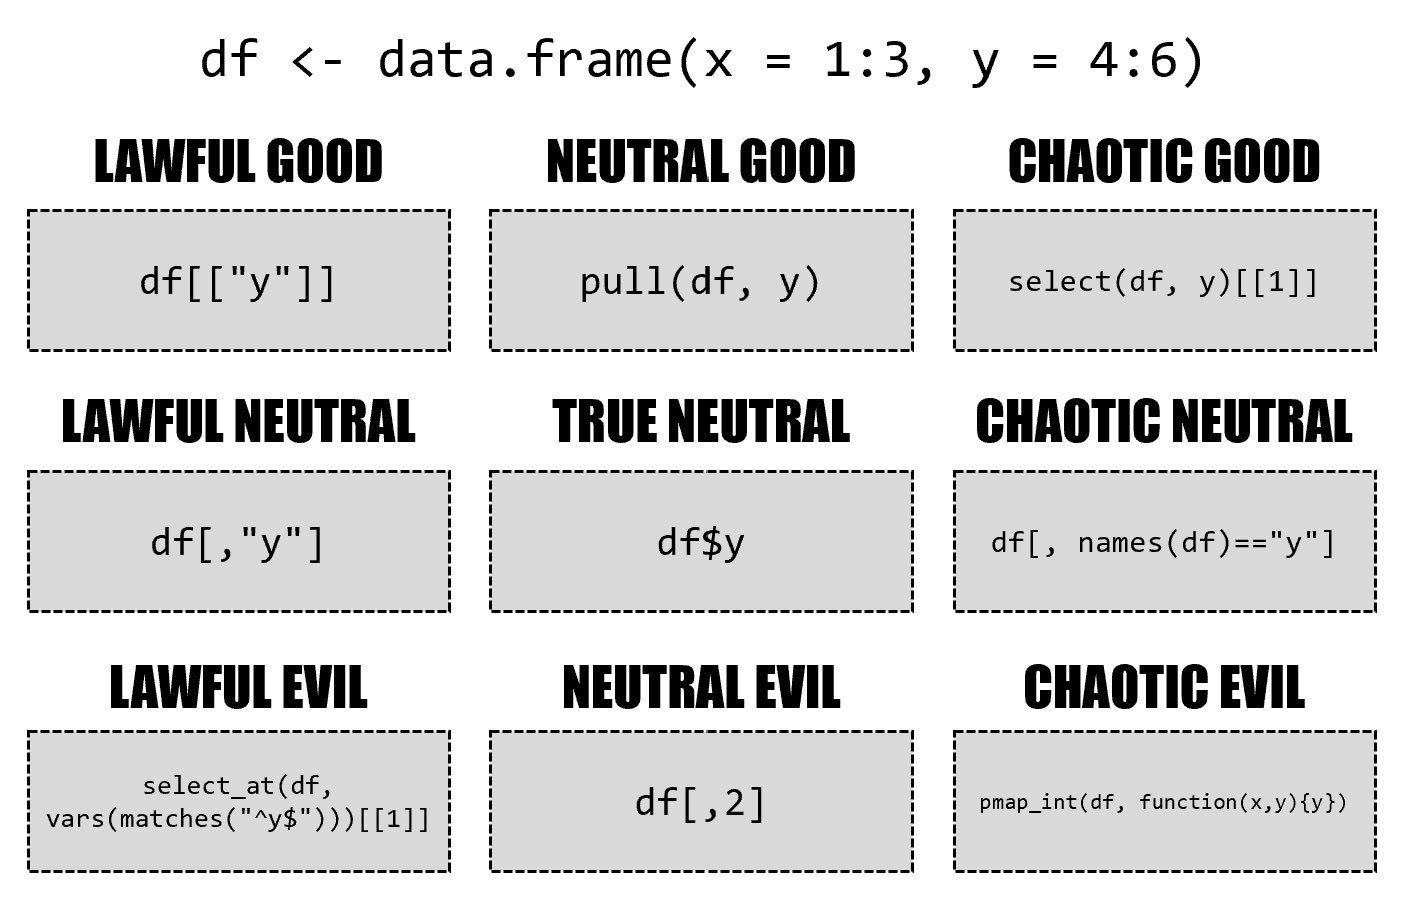 df <- data.frame(x = 1:3, y = 4:6)
LAWFUL GOOD
NEUTRAL GOOD
CHAOTIC GOOD
df[["y"]]
pull(df, y)
select(df, y)[[1]]
LAWFUL NEUTRAL
TRUE NEUTRAL
CHAOTIC NEUTRAL
df[,"y"]
df$y
df[, names(df)=="y"]
LAWFUL EVIL
NEUTRAL EVIL
CHAOTIC EVIL
select_at(df,
vars(matches("^y$")))[[1]]
df[,2]
pmap_int(df, function(x,y){y})